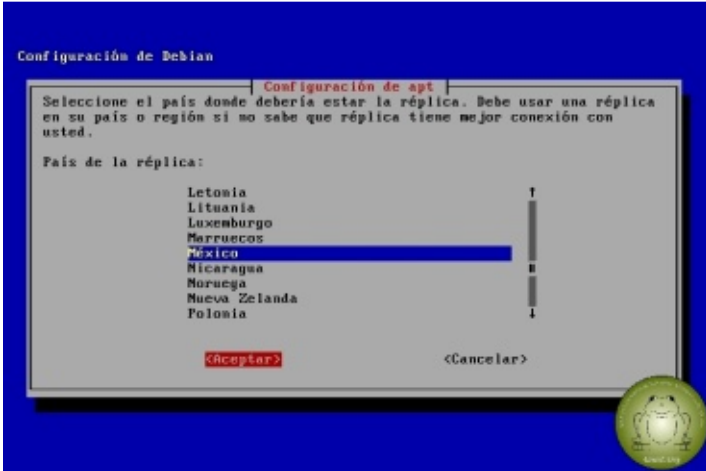 Configuración de Debian
Configuración de apt
Seleccione el país donde debería estar la réplica. Debe usar una réplica
en su país o región si no sabe que réplica tiene mejor conexión con
usted.
País de la réplica:
Letonia
Lituania
Luxemburgo
Marruecos
México
Nicaragua
Noruega
Nueva Zelanda
Polonia
<Aceptar> <Cancelar>